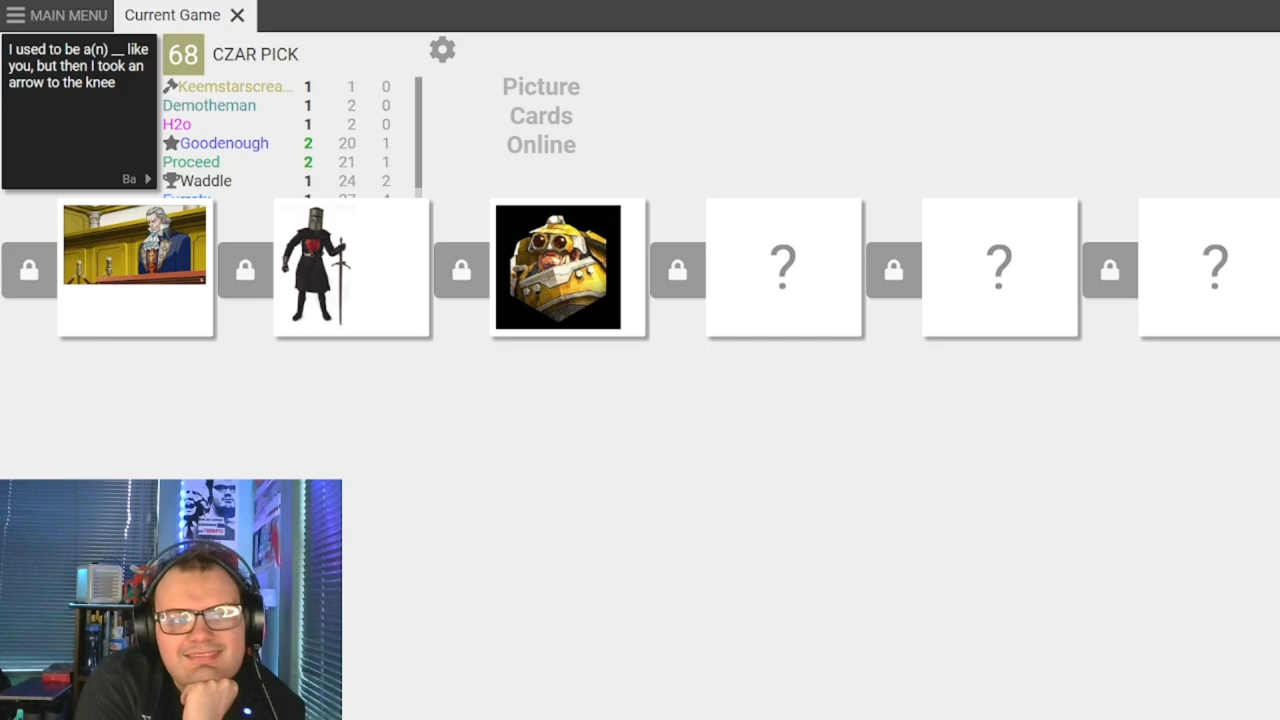 MAIN MENU
Current Game
I used to be a(n) __ like
you, but then I took an
arrow to the knee
Ba
68 CZAR PICK
Keemstarscrea... 1 1 0
Demotheman 1 2 0
H2o 1 2 0
Goodenough 2 20 1
Proceed 2 21 1
Waddle 1 24 2
Picture
Cards
Online
?
?
?